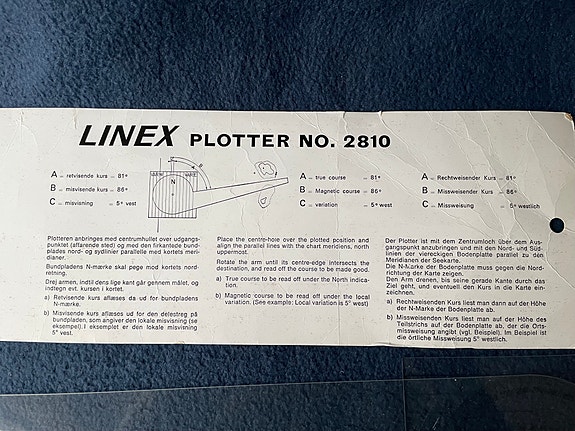 LINEX PLOTTER NO. 2810
A = retvisende kurs = 81°
B = misvisende kurs = 86°
C = misvisning = 5° vest
N
A = true course = 81°
B = Magnetic course = 86°
C = variation = 5° west
A = Rechtweisender Kurs = 81°
B = Missweisender Kurs = 86°
C = Missweisung = 5° westlich
Plotteren anbringes med centrumhullet over udgangs-
punktet (affarende sted) og med den firkantede bund-
plades nord- og sydlinier parallelle med kortets meri-
dianer.
Bundpladens N-mærke skal pege mod kortets nord-
retning.
Drej armen, indtil dens lige kant går gennem målet, og
indtegn evt. kursen i kortet.
a) Retvisende kurs aflæses da ud for bundpladens
N-mærke.
b) Misvisende kurs aflæses ud for den delestreg på
bundpladen, som angiver den lokale misvisning (se
eksempel). I eksemplet er den lokale misvisning
5° vest.
Place the centre-hole over the plotted position and
align the parallel lines with the chart meridians, north
uppermost.
Rotate the arm until its centre-edge intersects the
destination, and read off the course to be made good.
a) True course to be read off under the North indica-
tion.
b) Magnetic course to be read off under the local
variation. (See example: Local variation is 5° west)
Der Plotter ist mit dem Zentrumloch über dem Aus-
gangspunkt anzubringen und mit den Nord- und Süd-
linien der viereckigen Bodenplatte parallel zu den
Meridianen der Seekarte.
Die N-Marke der Bodenplatte muss gegen die Nord-
richtung der Karte zeigen.
Den Arm drehen, bis seine gerade Kante durch das
Ziel geht, und eventuell den Kurs in die Karte ein-
zeichnen.
a) Rechtweisenden Kurs liest man dann auf der Höhe
der N-Marke der Bodenplatte ab.
b) Missweisenden Kurs liest man auf der Höhe des
Teilstrichs auf der Bodenplatte ab, der die Orts-
missweisung angibt (vgl. Beispiel). Im Beispiel ist
die örtliche Missweisung 5° westlich.